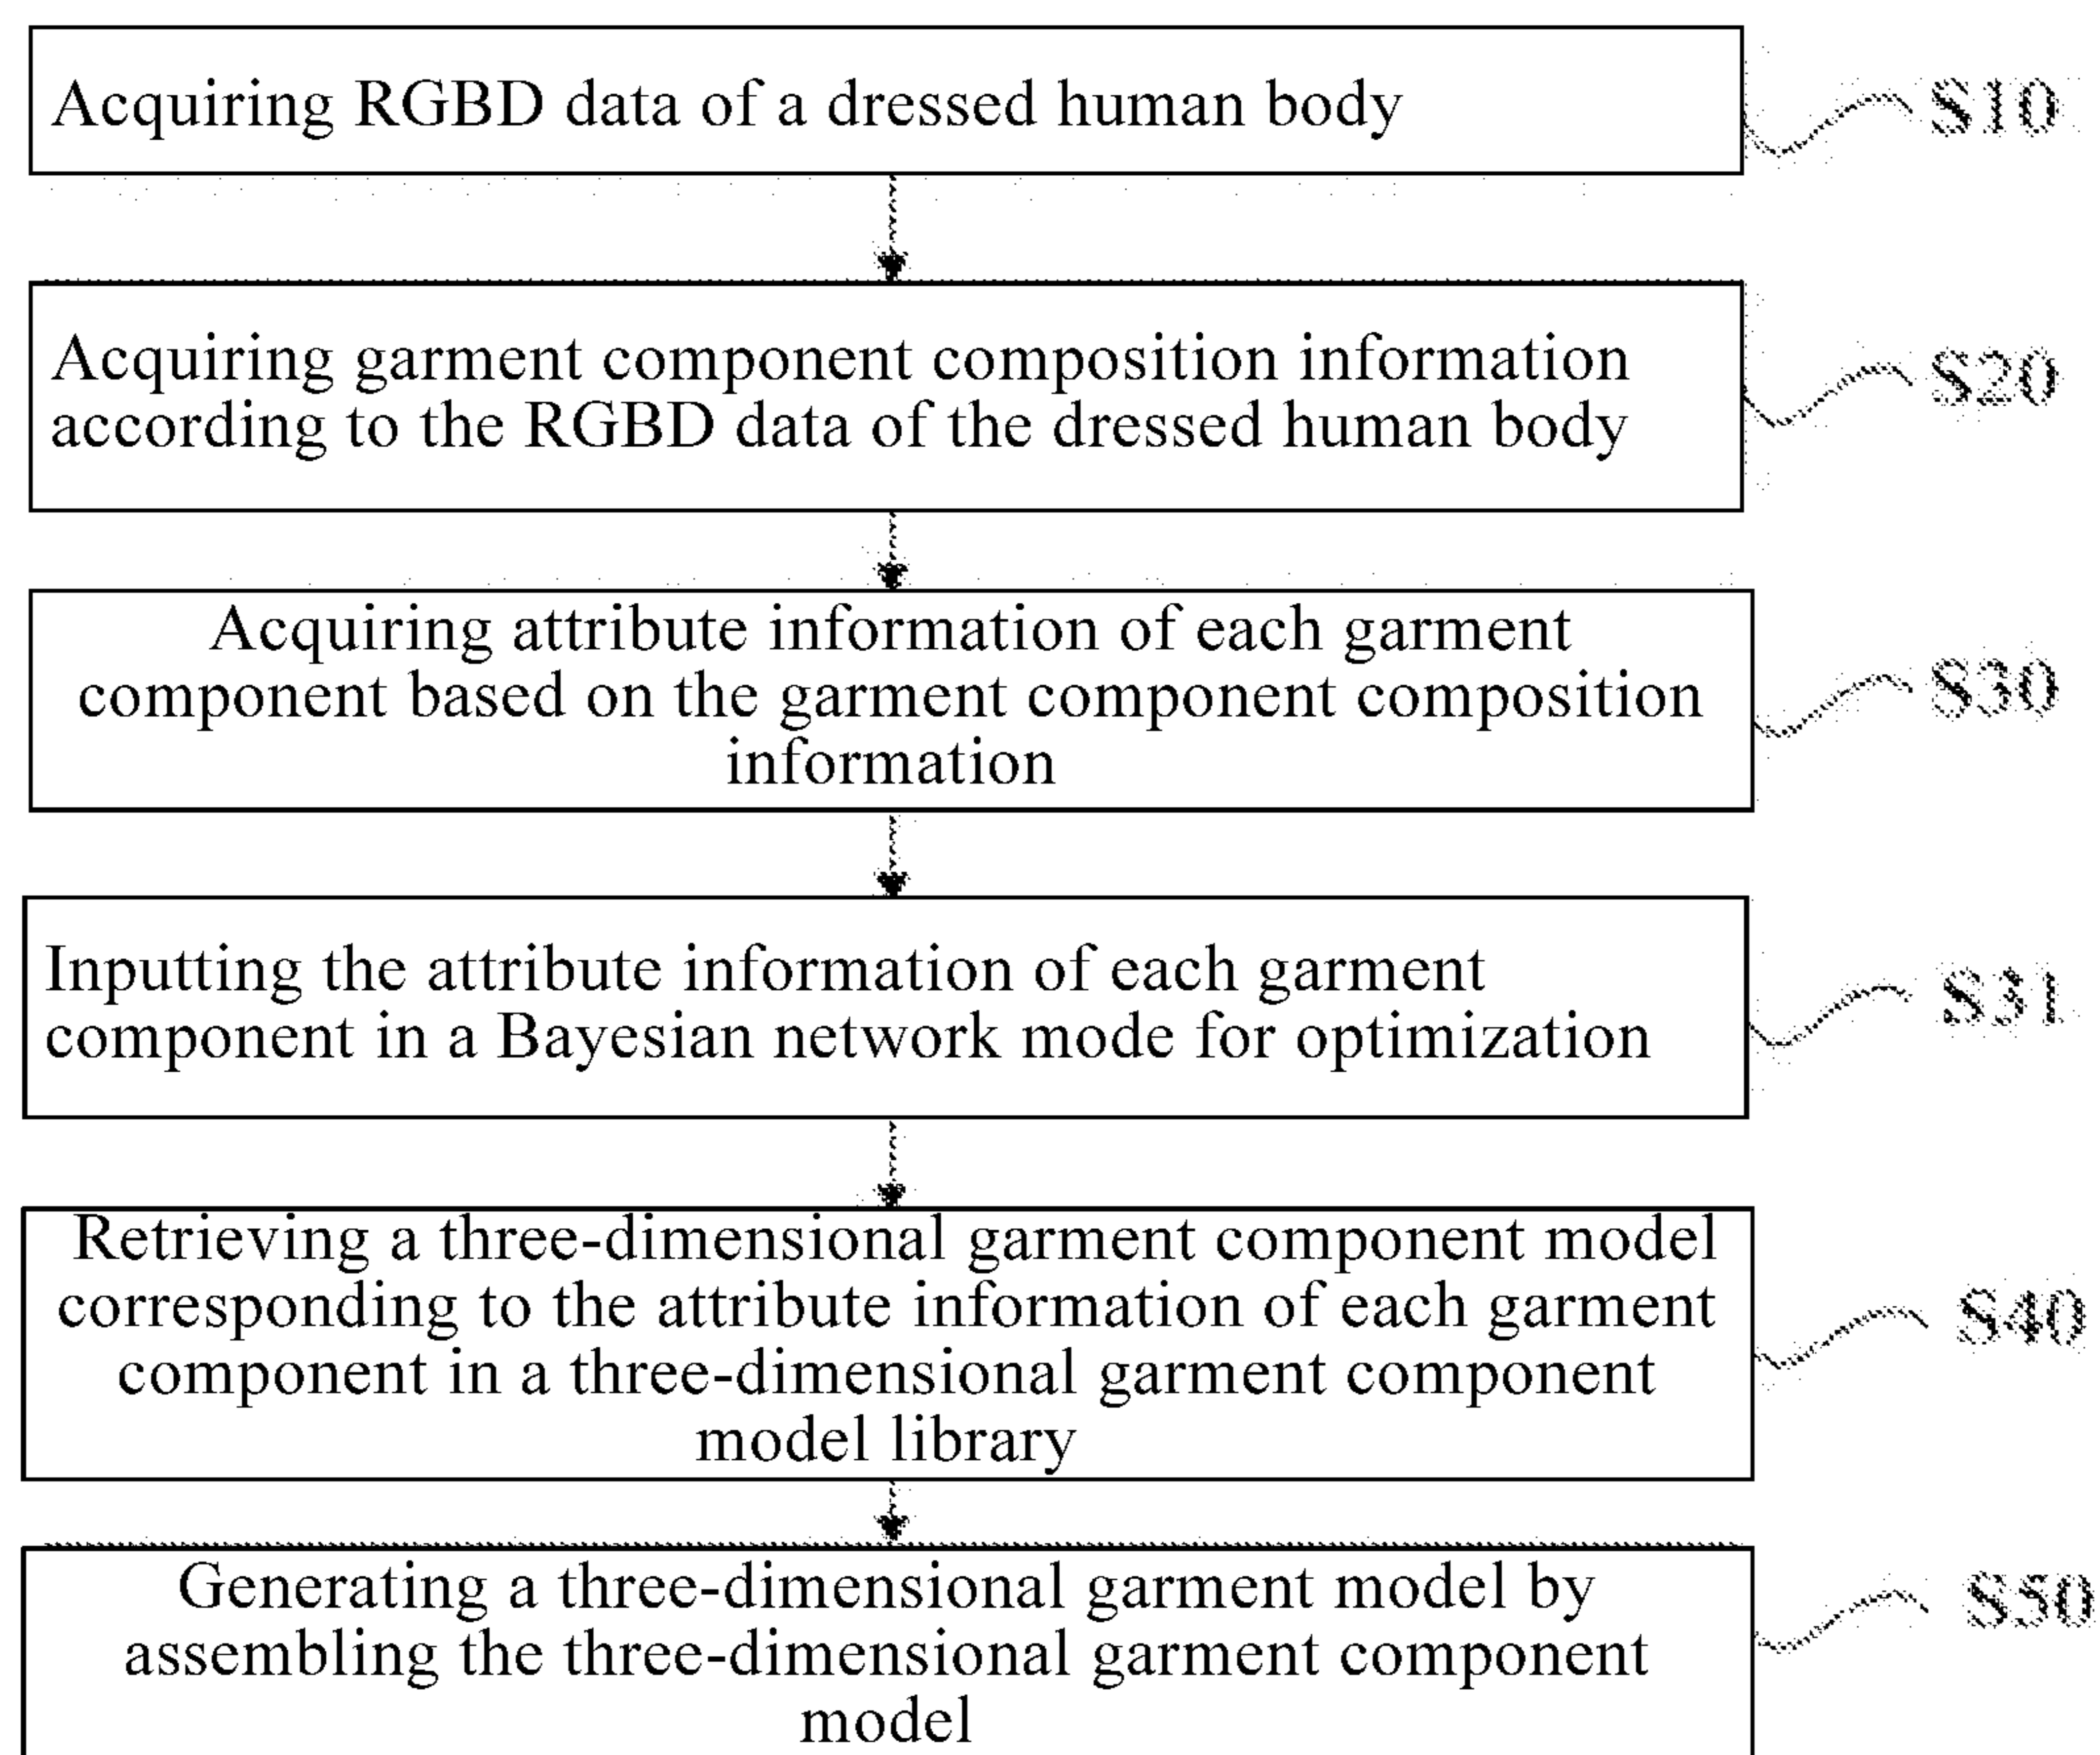 Acquiring RGBD data of a dressed human body
S10
Acquiring garment component composition information
according to the RGBD data of the dressed human body
S20
Acquiring attribute information of each garment
component based on the garment component composition
information
S30
Inputting the attribute information of each garment
component in a Bayesian network mode for optimization
S31
Retrieving a three-dimensional garment component model
corresponding to the attribute information of each garment
component in a three-dimensional garment component
model library
S40
Generating a three-dimensional garment model by
assembling the three-dimensional garment component
model
S50